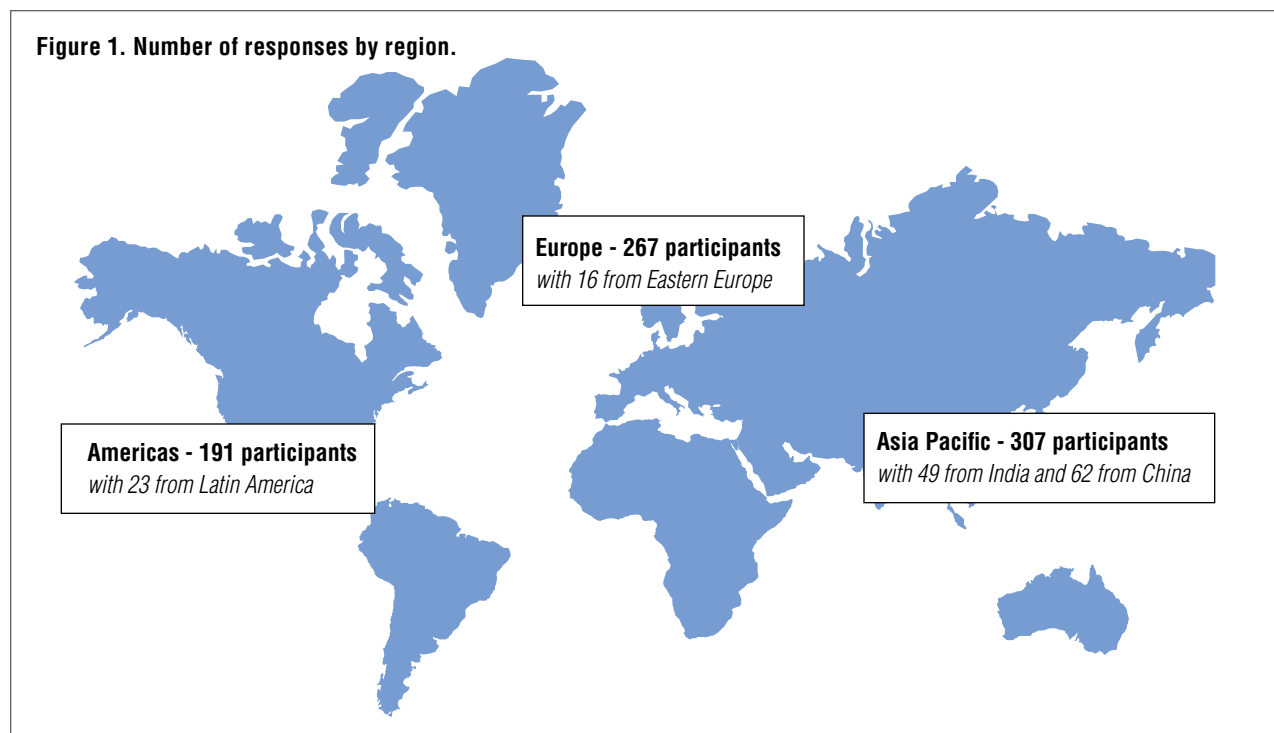 Figure 1. Number of responses by region.
Europe - 267 participants
with 16 from Eastern Europe
Americas - 191 participants
with 23 from Latin America
Asia Pacific - 307 participants
with 49 from India and 62 from China